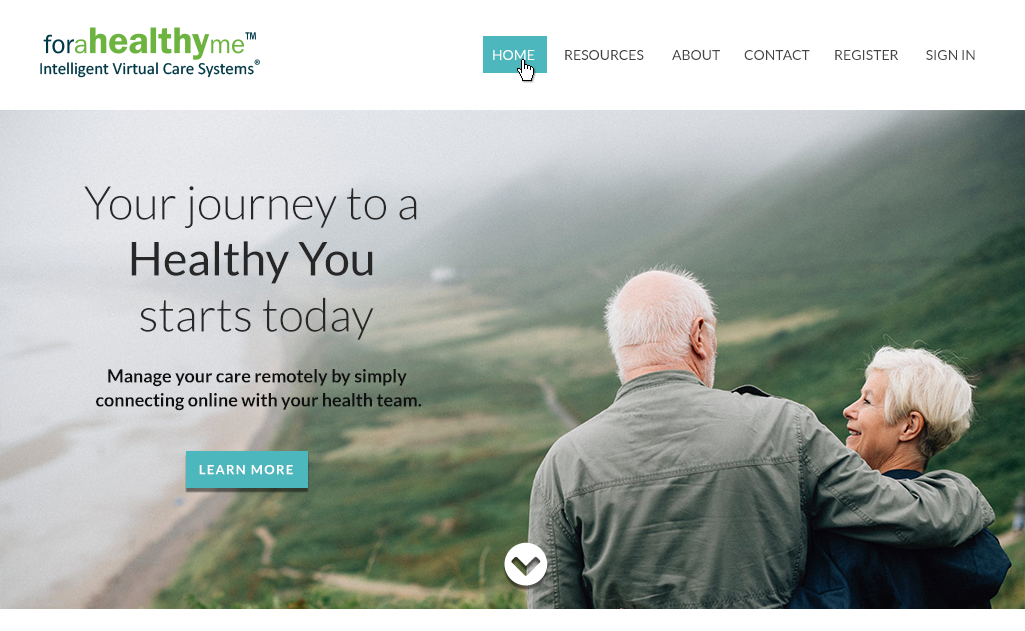 forahealthyme™
Intelligent Virtual Care Systems®
HOME RESOURCES ABOUT CONTACT REGISTER SIGN IN
Your journey to a
Healthy You
starts today
Manage your care remotely by simply
connecting online with your health team.
LEARN MORE